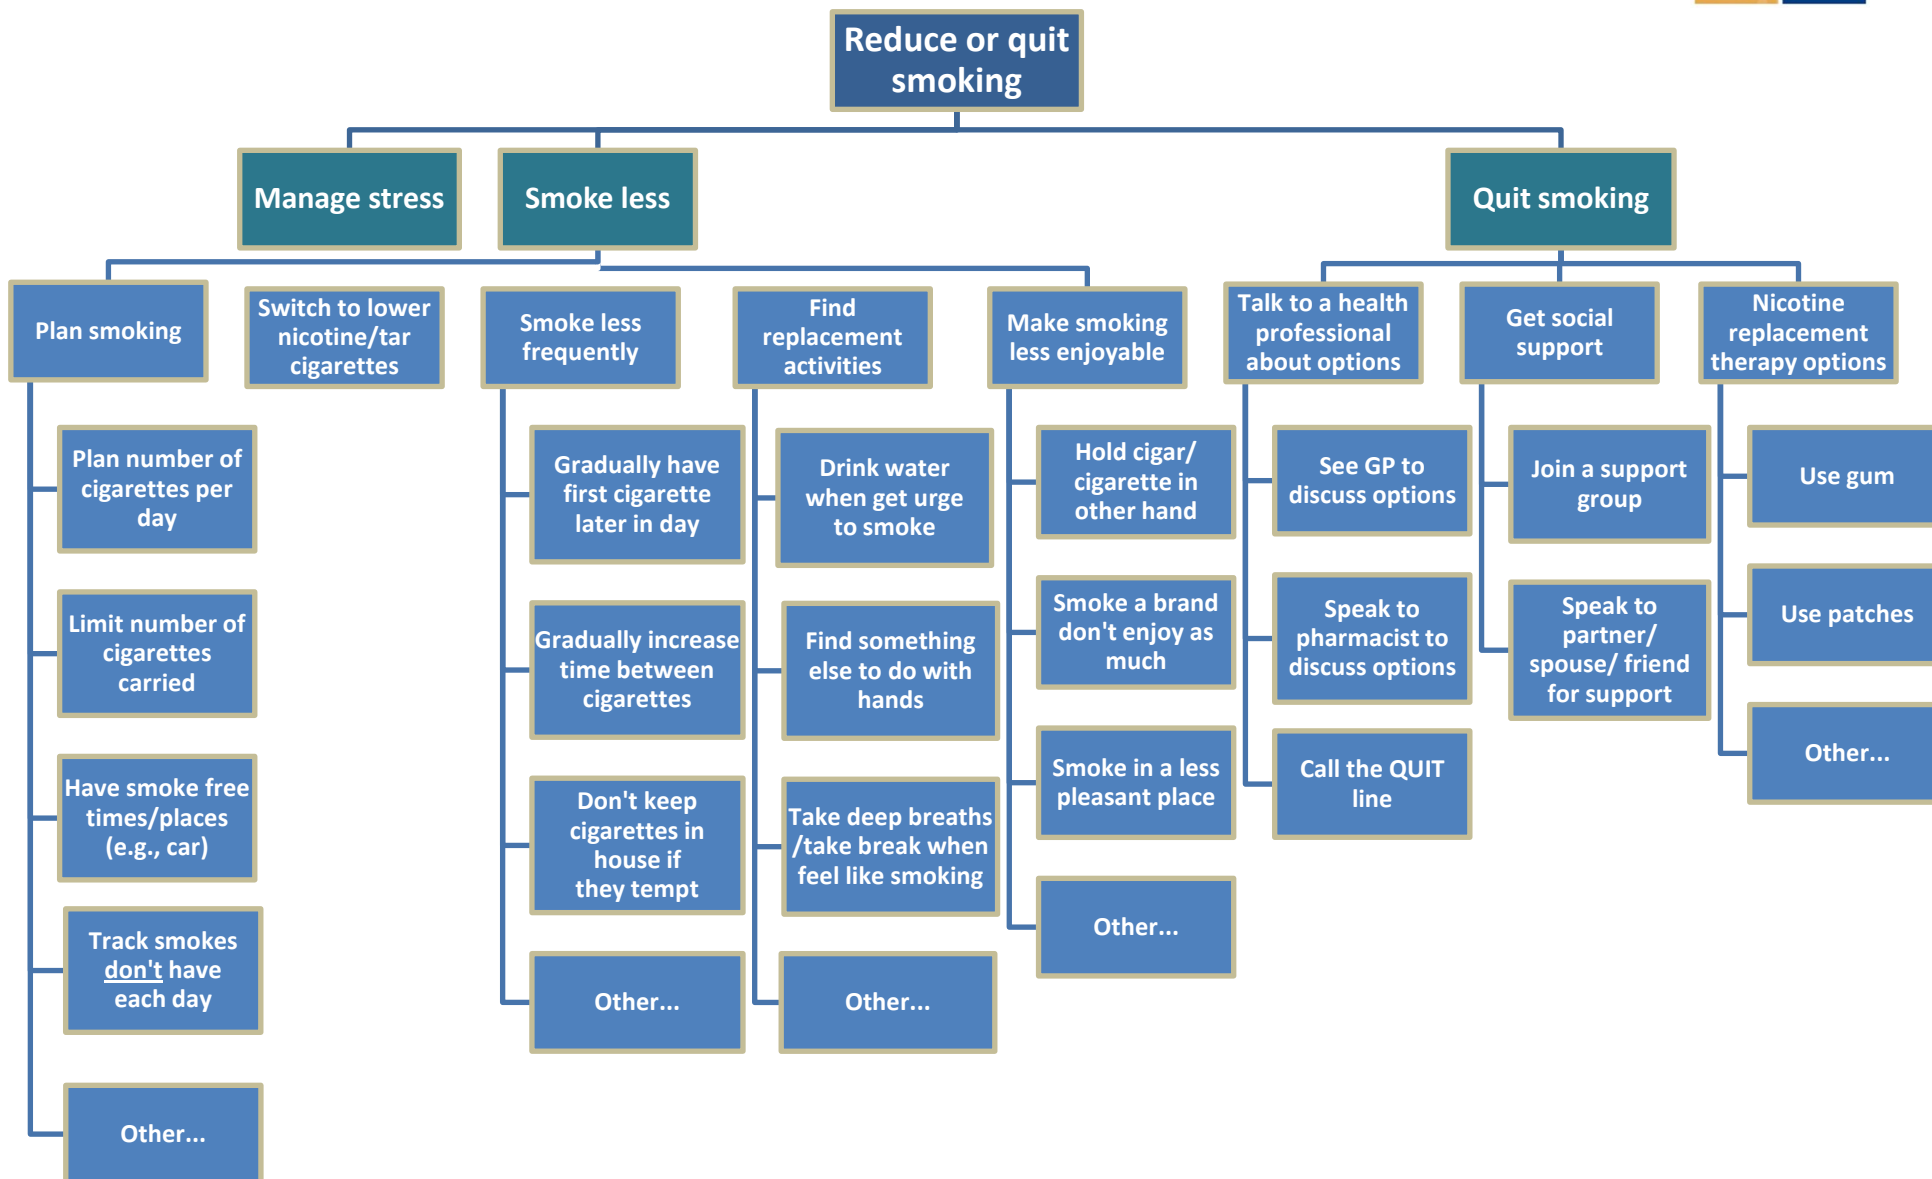 Reduce or quit
smoking
Manage stress
Smoke less
Quit smoking
Plan smoking
Switch to lower
nicotine/tar
cigarettes
Smoke less
frequently
Find
replacement
activities
Make smoking
less enjoyable
Talk to a health
professional
about options
Get social
support
Nicotine
replacement
therapy options
Plan number of
cigarettes per
day
Limit number of
cigarettes
carried
Have smoke free
times/places
(e.g., car)
Track smokes
don't have
each day
Other...
Gradually have
first cigarette
later in day
Gradually increase
time between
cigarettes
Don't keep
cigarettes in
house if
they tempt
Other...
Drink water
when get urge
to smoke
Find something
else to do with
hands
Take deep breaths
/take break when
feel like smoking
Other...
Hold cigar/
cigarette in
other hand
Smoke a brand
don't enjoy as
much
Smoke in a less
pleasant place
Other...
See GP to
discuss options
Speak to
pharmacist to
discuss options
Call the QUIT
line
Join a support
group
Speak to
partner/
spouse/ friend
for support
Use gum
Use patches
Other...